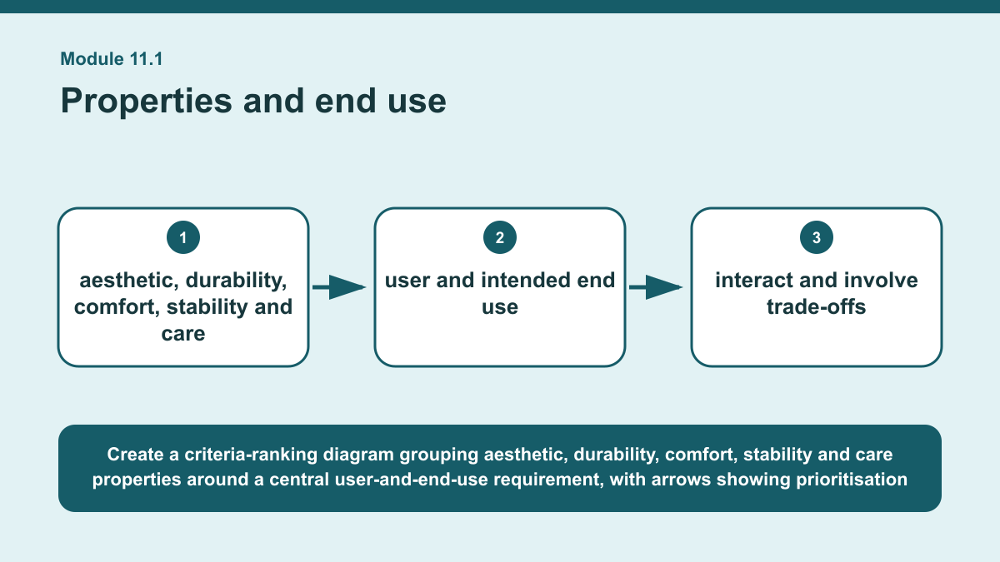 Module 11.1
Properties and end use
1
aesthetic, durability,
comfort, stability and
care
2
user and intended end
use
3
interact and involve
trade-offs
Create a criteria-ranking diagram grouping aesthetic, durability, comfort, stability and care
properties around a central user-and-end-use requirement, with arrows showing prioritisation